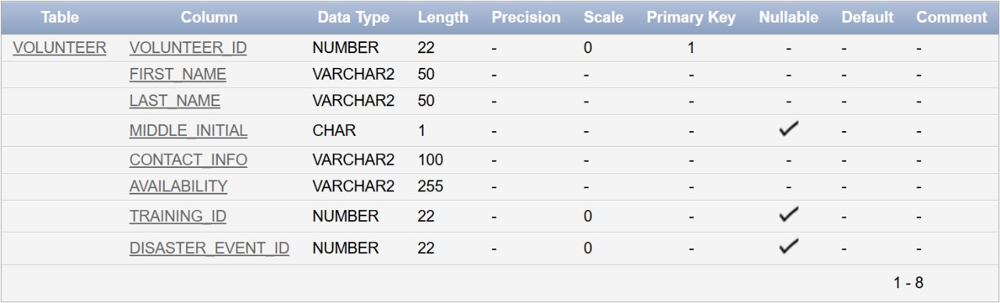 Table Column Data Type Length Precision Scale Primary Key Nullable Default Comment
VOLUNTEER VOLUNTEER_ID NUMBER 22 - 0 1 - - -
FIRST_NAME VARCHAR2 50 - - - - - -
LAST_NAME VARCHAR2 50 - - - - - -
MIDDLE_INITIAL CHAR 1 - - - ✓ - -
CONTACT_INFO VARCHAR2 100 - - - - - -
AVAILABILITY VARCHAR2 255 - - - - - -
TRAINING_ID NUMBER 22 - 0 - ✓ - -
DISASTER_EVENT_ID NUMBER 22 - 0 - ✓ - -
1 - 8